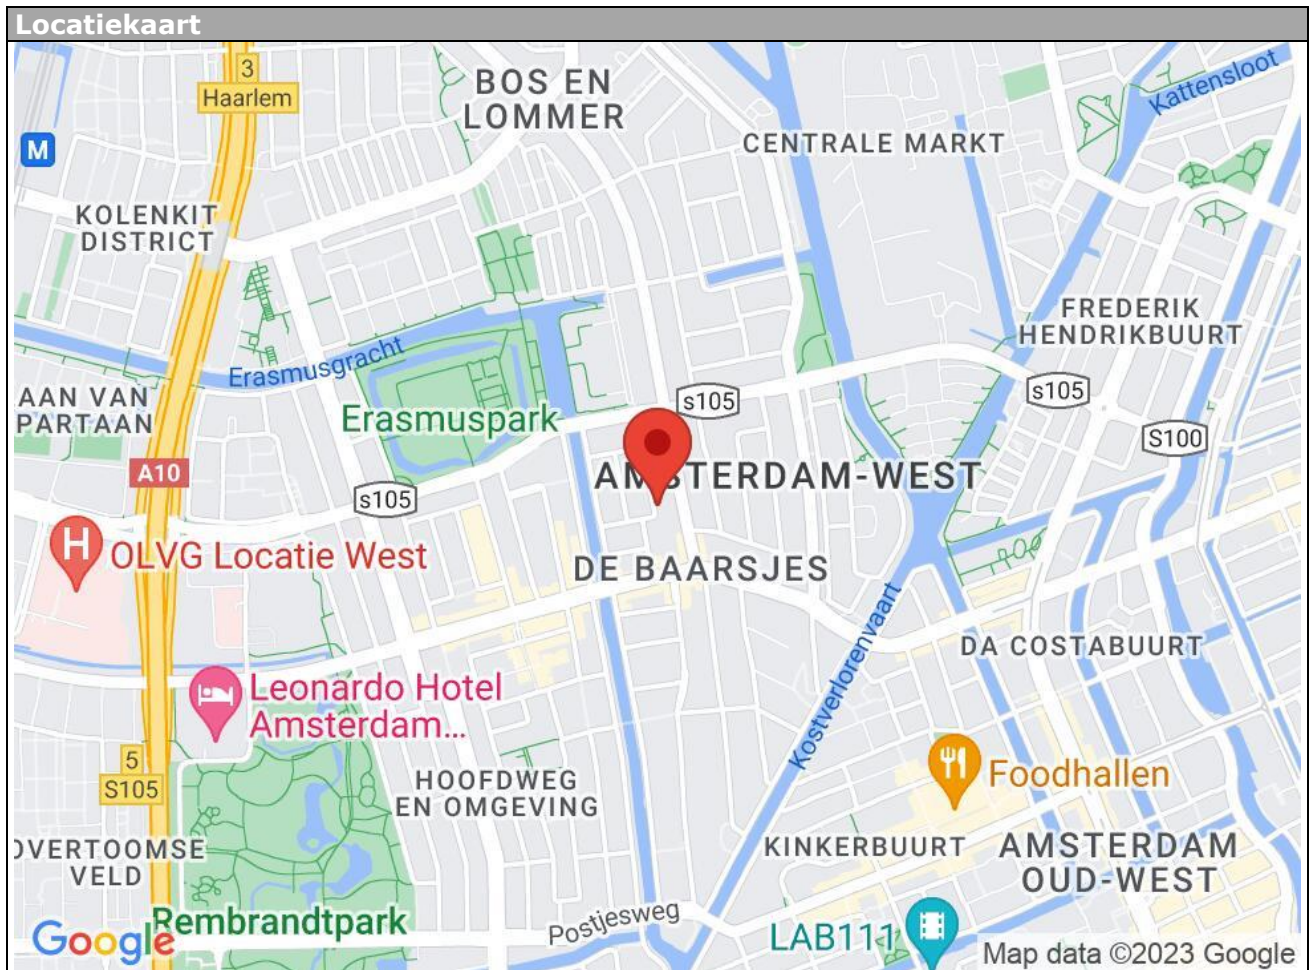 Locatiekaart
3
Haarlem
BOS EN
LOMMER
Kattensloot
M
CENTRALE MARKT
KOLENKIT
DISTRICT
FREDERIK
HENDRIKBUURT
Erasmusgracht
AAN VAN
PARTAAN
Erasmuspark
s105
s105
S100
A10
AMSTERDAM-WEST
s105
H
OLVG Locatie West
DE BAARSJES
Kostverlorenvaart
DA COSTABUURT
Leonardo Hotel
Amsterdam...
5
S105
HOOFDWEG
EN OMGEVING
Foodhallen
OVERTOOMSE
VELD
KINKERBUURT
AMSTERDAM
OUD-WEST
Rembrandtpark
Postjesweg
LAB111
Google
Map data ©2023 Google